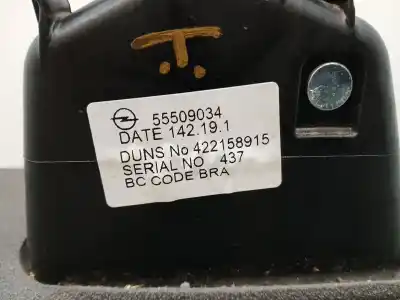 .T.
55509034
DATE 142.19.1
DUNS No 422158915
SERIAL NO 437
BC CODE BRA